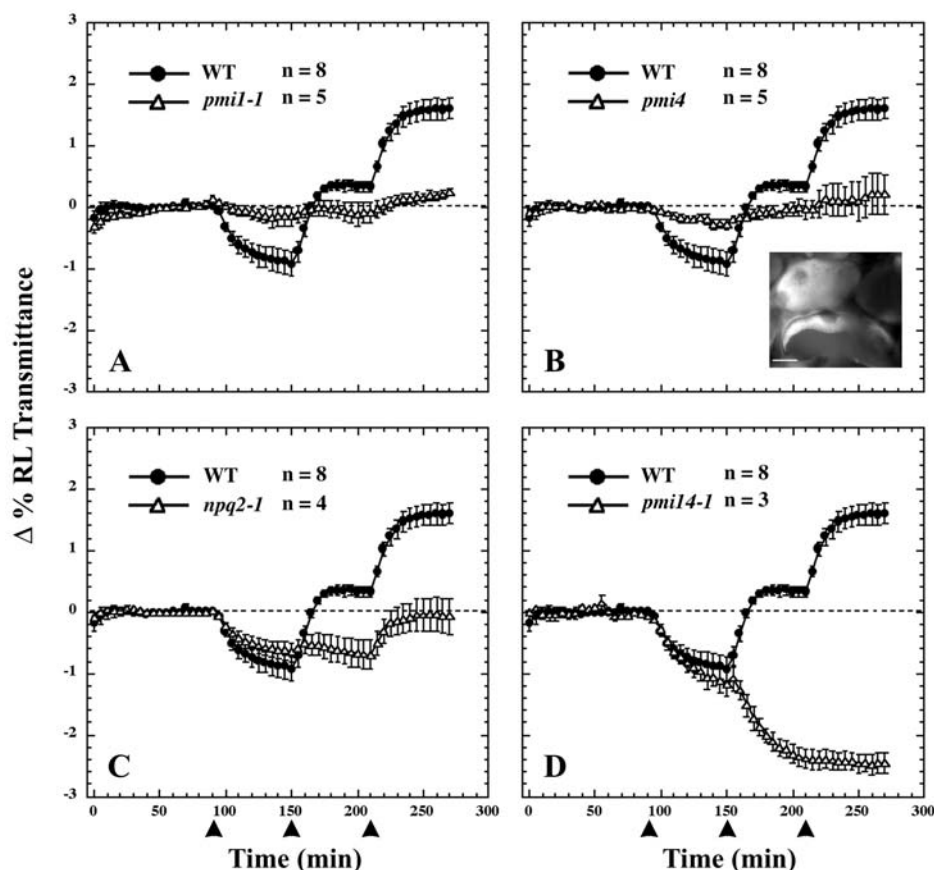 Δ % RL Transmittance
3
2
1
0
-1
-2
-3
WT n = 8
pmi1-1 n = 5
A
WT n = 8
pmi4 n = 5
B
3
2
1
0
-1
-2
-3
WT n = 8
npq2-1 n = 4
C
WT n = 8
pmi14-1 n = 3
D
0 50 100 150 200 250 300
0 50 100 150 200 250 300
Time (min)
Time (min)